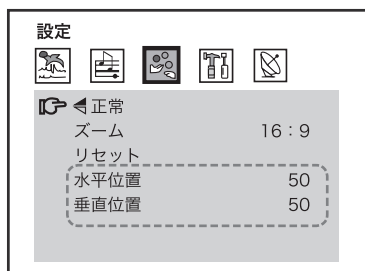 設定
正常
ズーム 16：9
リセット
水平位置 50
垂直位置 50